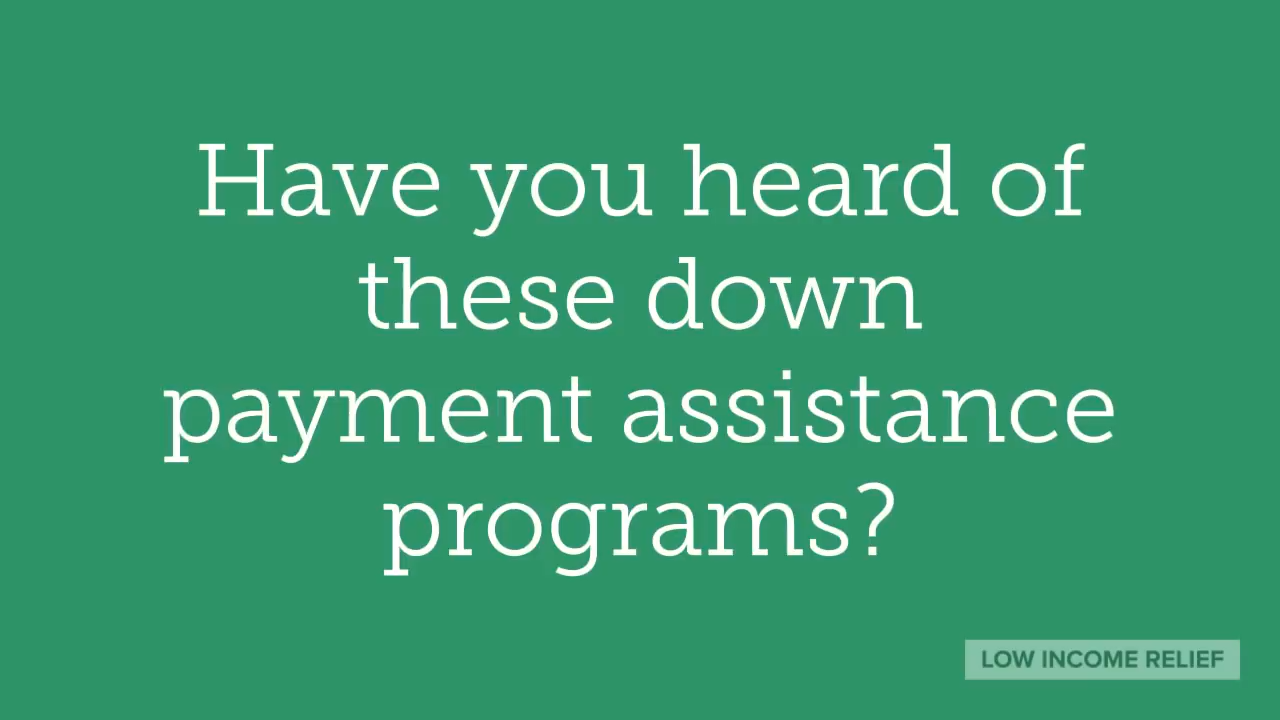 Have you heard of
these down
payment assistance
programs?
LOW INCOME RELIEF